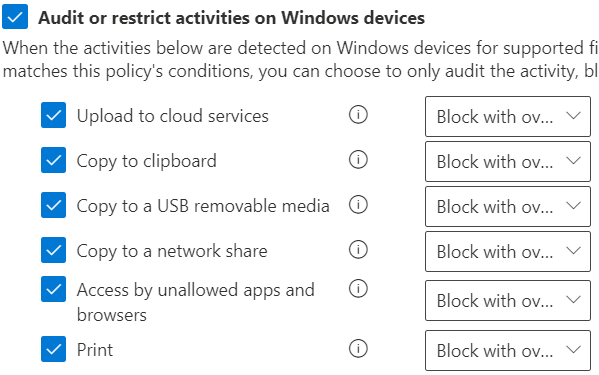 Audit or restrict activities on Windows devices
When the activities below are detected on Windows devices for supported fi
matches this policy's conditions, you can choose to only audit the activity, bl
Upload to cloud services Block with ov...
Copy to clipboard Block with ov...
Copy to a USB removable media Block with ov...
Copy to a network share Block with ov...
Access by unallowed apps and
browsers Block with ov...
Print Block with ov...